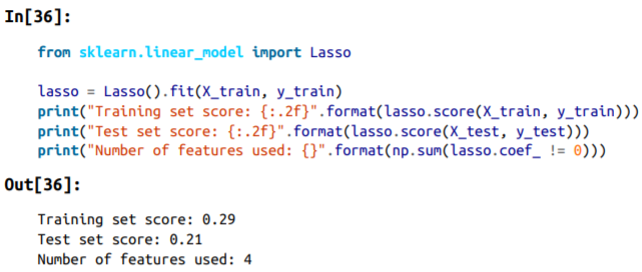 In[36]:
from sklearn.linear_model import Lasso
lasso = Lasso().fit(X_train, y_train)
print("Training set score: {:.2f}".format(lasso.score(X_train, y_train)))
print("Test set score: {:.2f}".format(lasso.score(X_test, y_test)))
print("Number of features used: {}".format(np.sum(lasso.coef_ != 0)))
Out[36]:
Training set score: 0.29
Test set score: 0.21
Number of features used: 4